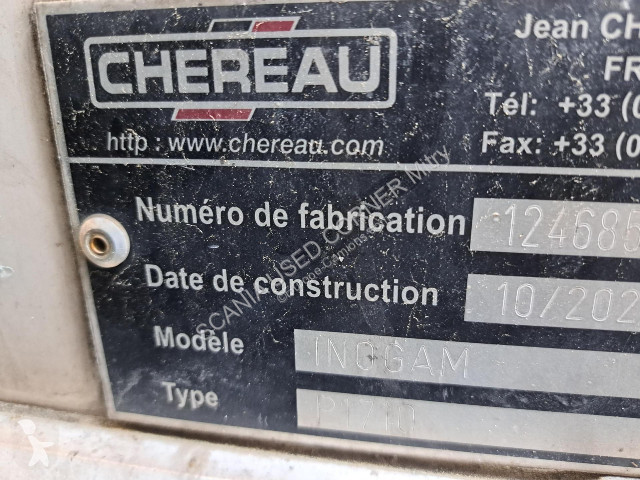 CHEREAU
http : www.chereau.com
Jean CH
FR
Tél: +33 (0
Fax: +33 (0
Numéro de fabrication 124685
Date de construction 10/202
Modèle INOGAM
Type P1710
SCANIA USED CORNER Mitry